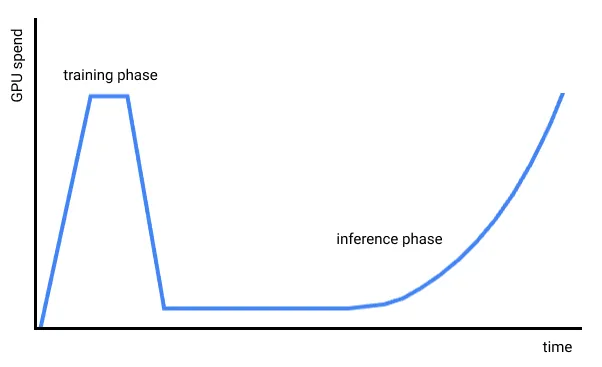 GPU spend
training phase
inference phase
time